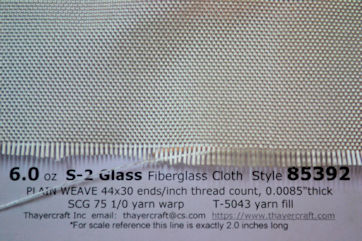 6.0 oz S-2 Glass Fiberglass Cloth Style 85392
PLAIN WEAVE 44x30 ends/inch thread count, 0.0085"thick
SCG 75 1/0 yarn warp T-5043 yarn fill
Thayercraft Inc email: thayercraft@cs.com https://www.thayercraft.com
*For scale reference this line is exactly 2.0 inches long